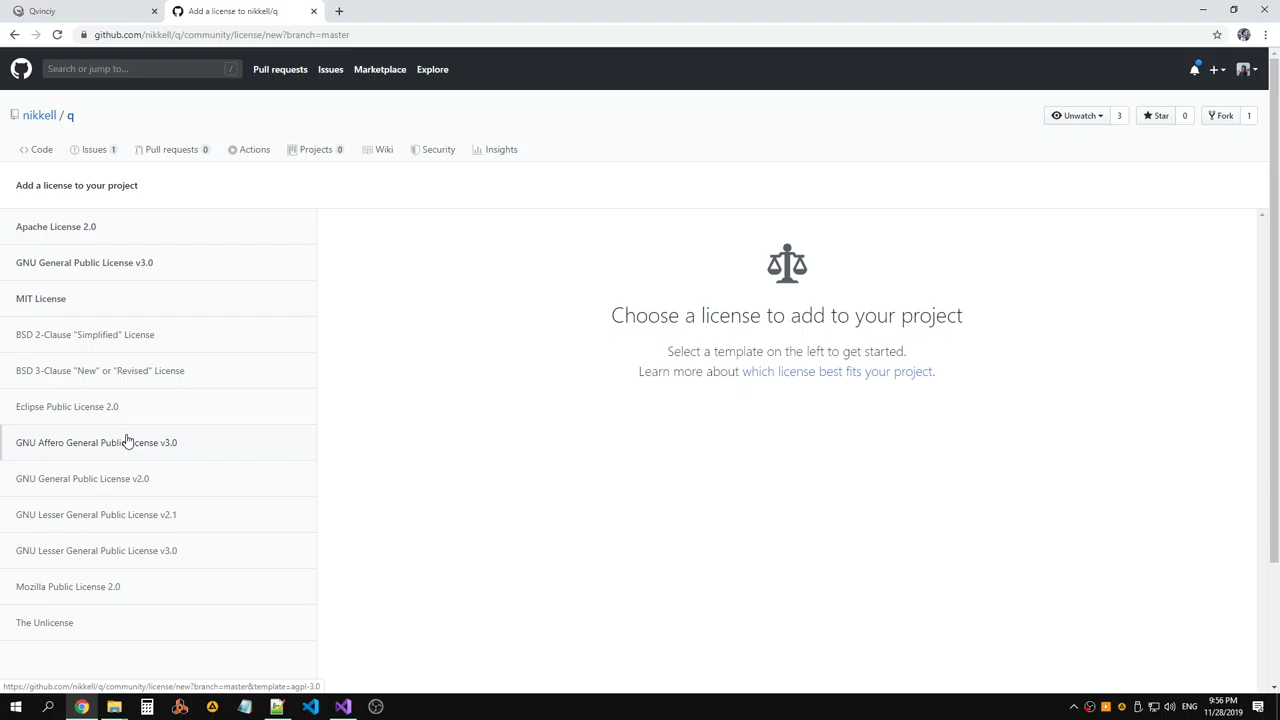 Qvinciy
Add a license to nikkell/q
github.com/nikkell/q/community/license/new?branch=master
Search or jump to...
/
Pull requests
Issues
Marketplace
Explore
nikkell / q
Unwatch
3
Star
0
Fork
1
Code
Issues 1
Pull requests 0
Actions
Projects 0
Wiki
Security
Insights
Add a license to your project
Apache License 2.0
GNU General Public License v3.0
MIT License
BSD 2-Clause "Simplified" License
BSD 3-Clause "New" or "Revised" License
Eclipse Public License 2.0
GNU Affero General Public License v3.0
GNU General Public License v2.0
GNU Lesser General Public License v2.1
GNU Lesser General Public License v3.0
Mozilla Public License 2.0
The Unlicense
Choose a license to add to your project
Select a template on the left to get started.
Learn more about which license best fits your project.
https://github.com/nikkell/q/community/license/new?branch=master&template=agpl-3.0
ENG
9:56 PM
11/28/2019